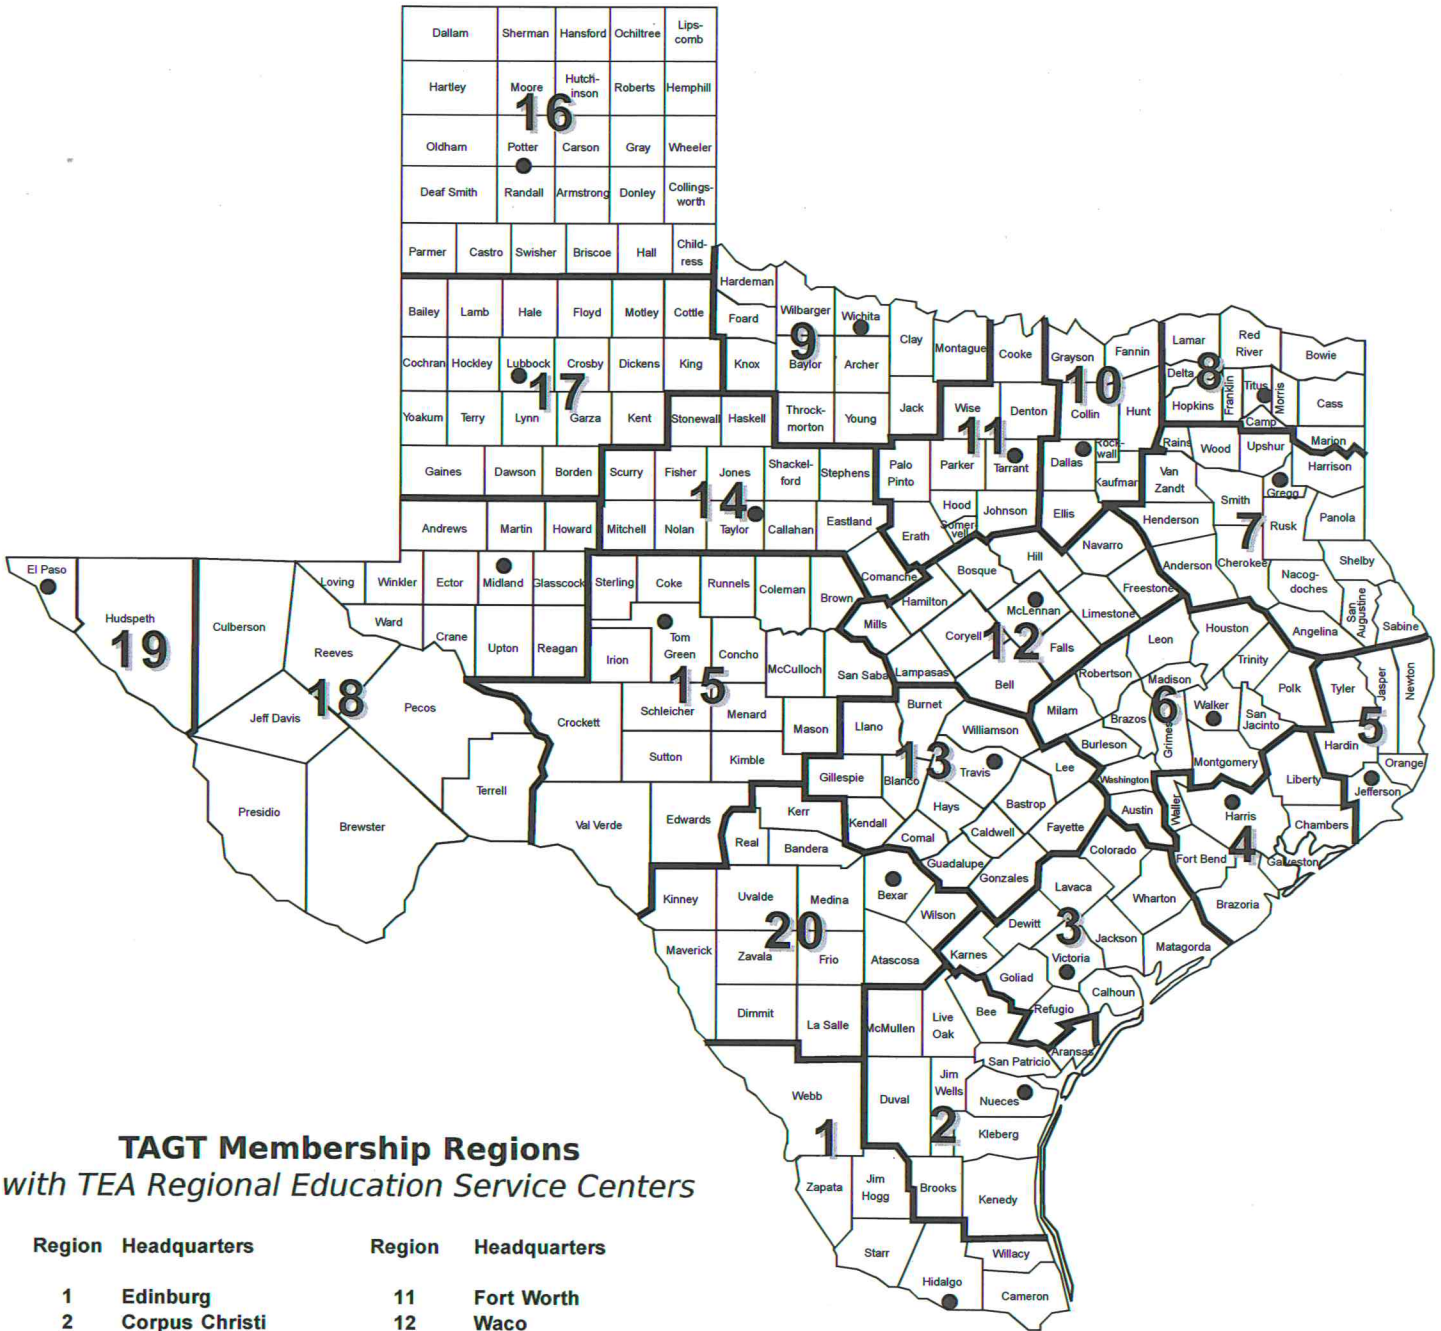 Dallam Sherman Hansford Ochiltree Lips-
comb
Hartley Moore Hutch-
inson Roberts Hemphill
16
Oldham Potter Carson Gray Wheeler
Deaf Smith Randall Armstrong Donley Collings-
worth
Parmer Castro Swisher Briscoe Hall Child-
ress
Hardeman
Bailey Lamb Hale Floyd Motley Cottle Foard Wilbarger Wichita Clay Montague Cooke Grayson Fannin Lamar Red
River Bowie
9 10 8
Cochran Hockley Lubbock Crosby Dickens King Knox Baylor Archer Delta Titus Franklin Morris Cass
17
Yoakum Terry Lynn Garza Kent Stonewall Haskell Throck-
morton Young Jack Wise Denton Collin Hunt Hopkins Camp
11
Gaines Dawson Borden Scurry Fisher Jones Shackel-
ford Stephens Palo
Pinto Parker Tarrant Dallas Rock-
wall Kaufman Rains Wood Upshur Marion Harrison
Van
Zandt Smith Gregg
14
Andrews Martin Howard Mitchell Nolan Taylor Callahan Eastland Erath Hood Somer-
vell Johnson Ellis Henderson 7 Rusk Panola
El Paso Loving Winkler Ector Midland Glasscock Sterling Coke Runnels Coleman Brown Comanche Bosque Hill Navarro Anderson Cherokee Shelby
Nacog-
doches
Hudspeth Culberson Ward Crane Upton Reagan Mills Hamilton McLennan Limestone Freestone San
Augustine Sabine
19 Reeves Irion Tom
Green Concho McCulloch San Saba Lampasas Coryell 12 Falls Leon Houston Angelina
18 15 Bell Robertson Madison Trinity Polk Tyler Jasper Newton
Jeff Davis Pecos Crockett Schleicher Menard Mason Llano Burnet Williamson Milam Brazos 6 Walker San
Jacinto Hardin 5
Sutton Kimble Gillespie Blanco 13 Travis Lee Burleson Grimes Montgomery Liberty Orange
Presidio Brewster Terrell Val Verde Edwards Kerr Kendall Hays Bastrop Washington Austin Waller Harris Chambers Jefferson
Real Bandera Comal Caldwell Fayette Colorado Fort Bend 4 Galveston
Guadalupe Gonzales
Kinney Uvalde Medina Bexar Wilson Lavaca Wharton Brazoria
20 Dewitt 3 Jackson Matagorda
Maverick Zavala Frio Atascosa Karnes Goliad Victoria
Dimmit La Salle McMullen Live
Oak Bee Refugio Calhoun
Aransas
San Patricio
Webb Duval Jim
Wells Nueces
1 2 Kleberg
Zapata Jim
Hogg Brooks Kenedy
Starr Willacy
Hidalgo Cameron
TAGT Membership Regions
with TEA Regional Education Service Centers
Region Headquarters Region Headquarters
1 Edinburg 11 Fort Worth
2 Corpus Christi 12 Waco